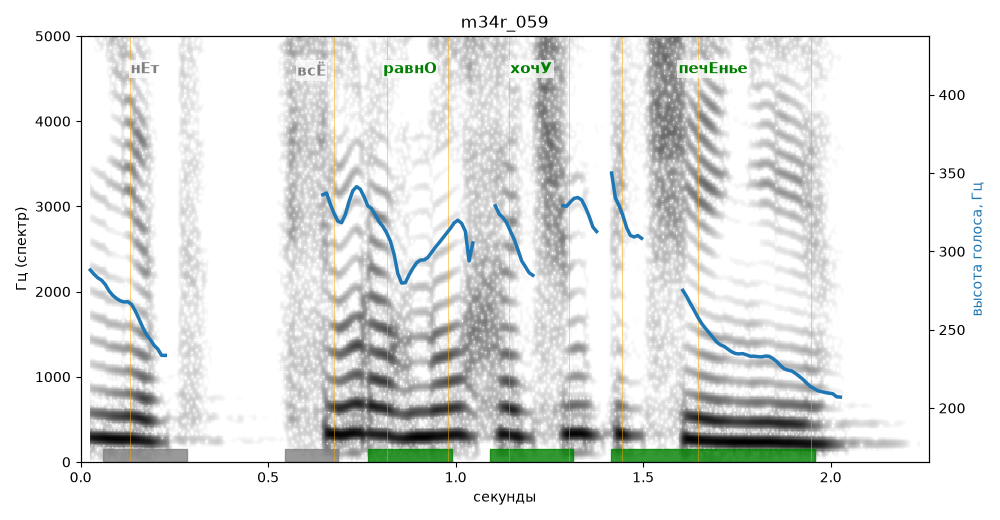 m34r_059
нЕт
всЁ
равнО
хочУ
печЕнье
Гц (спектр)
5000
4000
3000
2000
1000
0
400
350
300
250
200
высота голоса, Гц
0.0
0.5
1.0
1.5
2.0
секунды